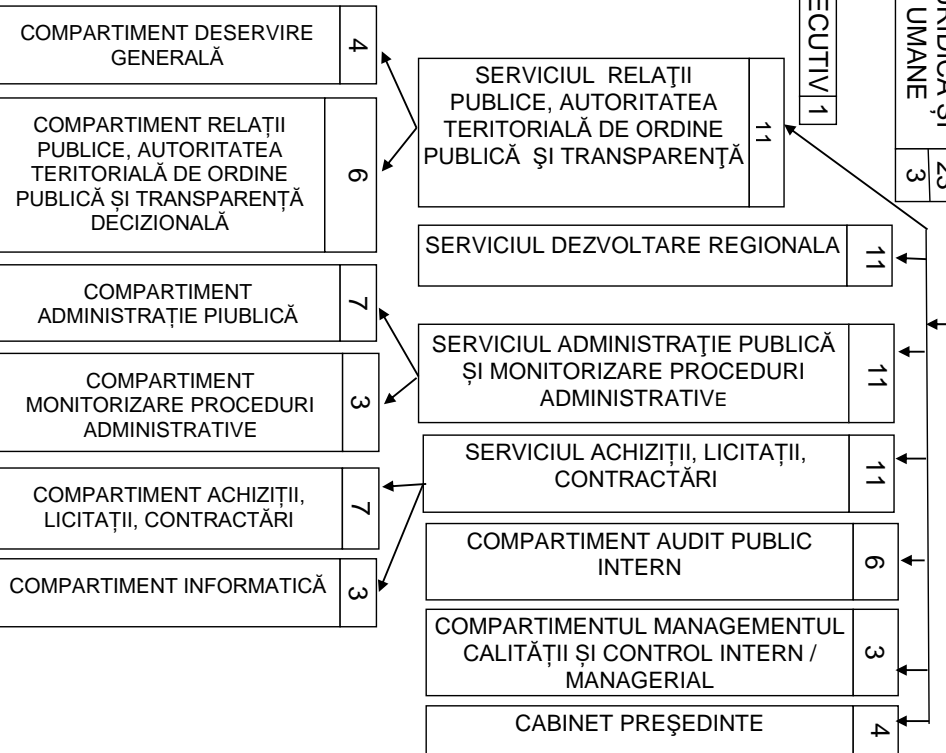 COMPARTIMENT DESERVIRE
GENERALĂ
4
COMPARTIMENT RELAȚII
PUBLICE, AUTORITATEA
TERITORIALĂ DE ORDINE
PUBLICĂ ȘI TRANSPARENȚĂ
DECIZIONALĂ
6
COMPARTIMENT
ADMINISTRAȚIE PIUBLICĂ
7
COMPARTIMENT
MONITORIZARE PROCEDURI
ADMINISTRATIVE
3
COMPARTIMENT ACHIZIȚII,
LICITAȚII, CONTRACTĂRI
7
COMPARTIMENT INFORMATICĂ
3
SERVICIUL RELAŢII
PUBLICE, AUTORITATEA
TERITORIALĂ DE ORDINE
PUBLICĂ ŞI TRANSPARENŢĂ
11
SERVICIUL DEZVOLTARE REGIONALA
11
SERVICIUL ADMINISTRAŢIE PUBLICĂ
ȘI MONITORIZARE PROCEDURI
ADMINISTRATIVE
11
SERVICIUL ACHIZIȚII, LICITAȚII,
CONTRACTĂRI
11
COMPARTIMENT AUDIT PUBLIC
INTERN
6
COMPARTIMENTUL MANAGEMENTUL
CALITĂȚII ȘI CONTROL INTERN /
MANAGERIAL
3
CABINET PREŞEDINTE
4
ECUTIV 1
RIDICĂ ȘI
UMANE
23
3